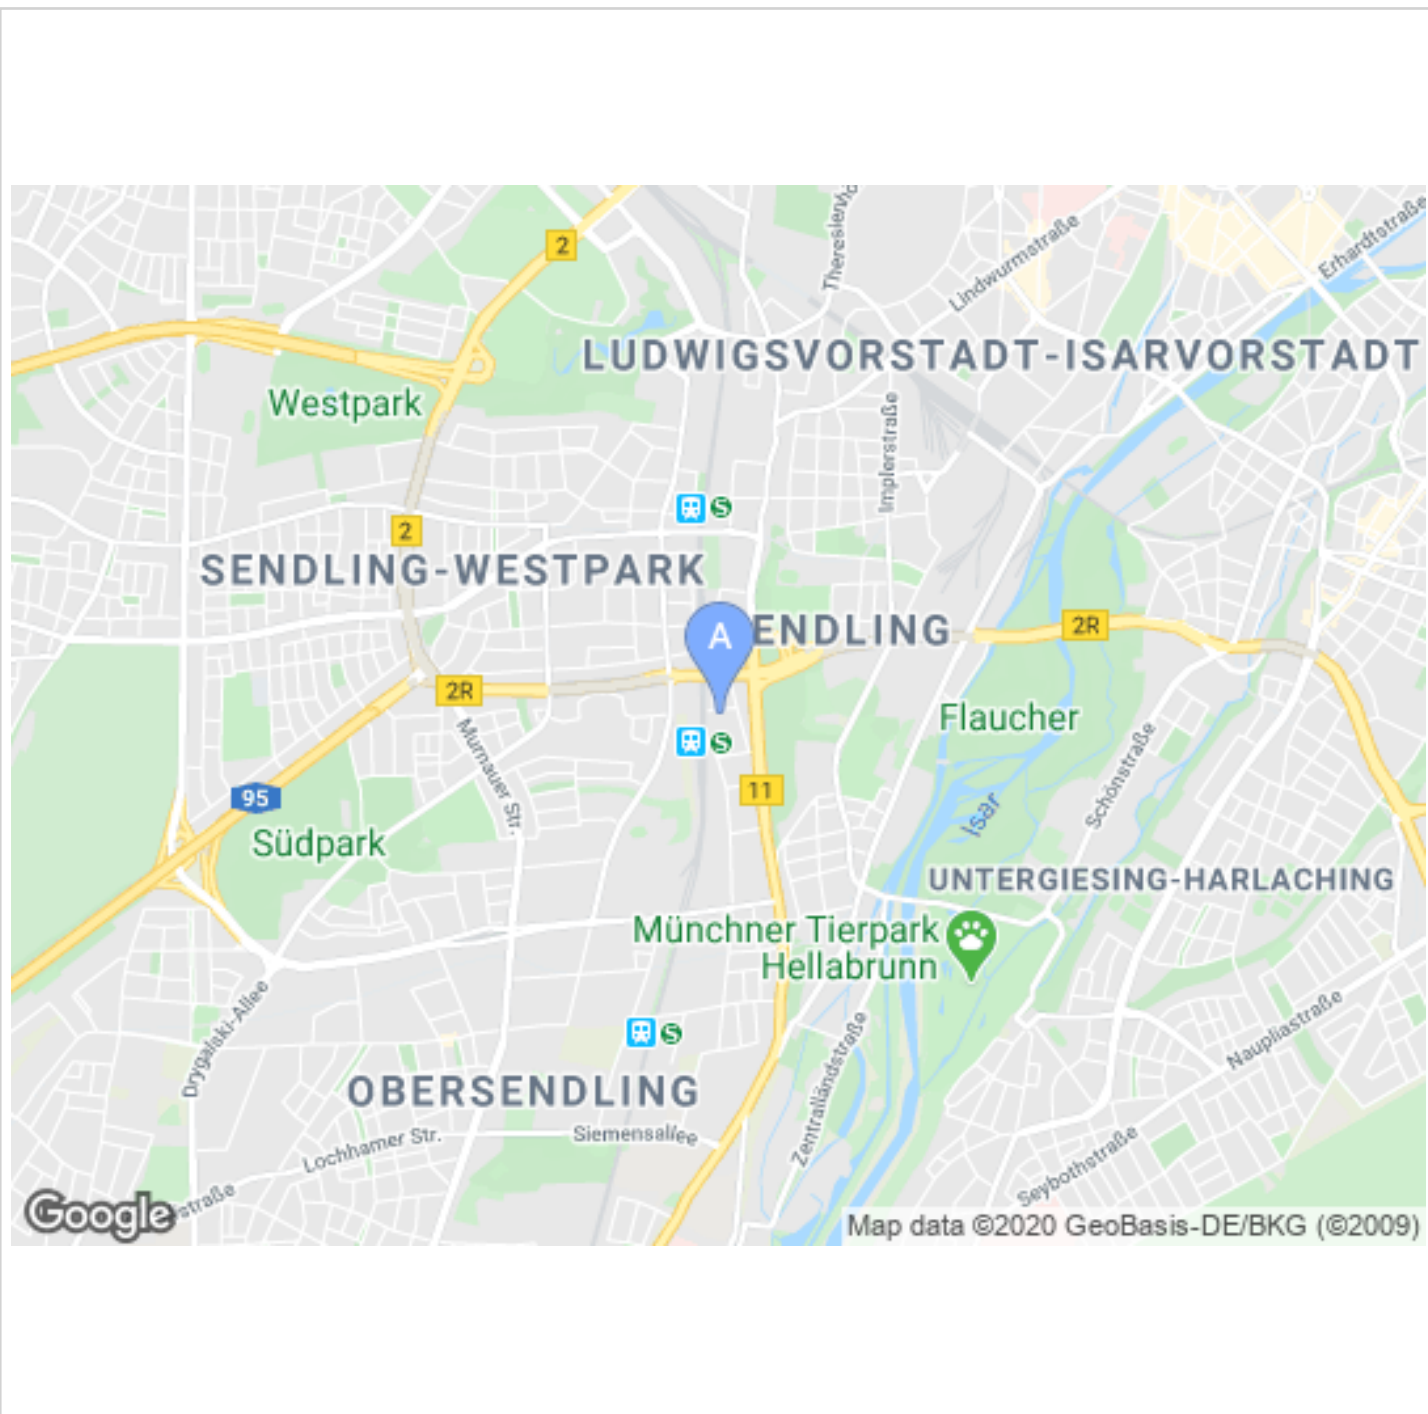 Lindwurmstraße
Erhardtstraße
2
LUDWIGSVORSTADT-ISARVORSTADT
Westpark
Implerstraße
S
2
SENDLING-WESTPARK
A
ENDLING
2R
2R
Flaucher
S
Murnauer Str.
Schönstraße
11
95
Isar
Südpark
UNTERGIESING-HARLACHING
Münchner Tierpark
Hellabrunn
Drygalski-Allee
S
Zentralländstraße
Naupliastraße
OBERSENDLING
Lochhamer Str.
Siemensallee
Seybothstraße
Google
Map data ©2020 GeoBasis-DE/BKG (©2009)